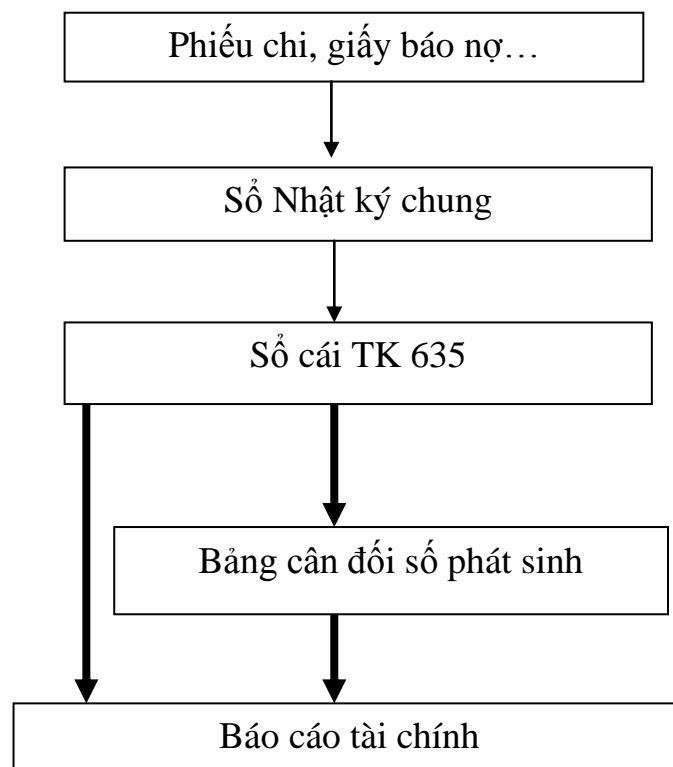 Phiếu chi, giấy báo nợ…
Sổ Nhật ký chung
Sổ cái TK 635
Bảng cân đối số phát sinh
Báo cáo tài chính